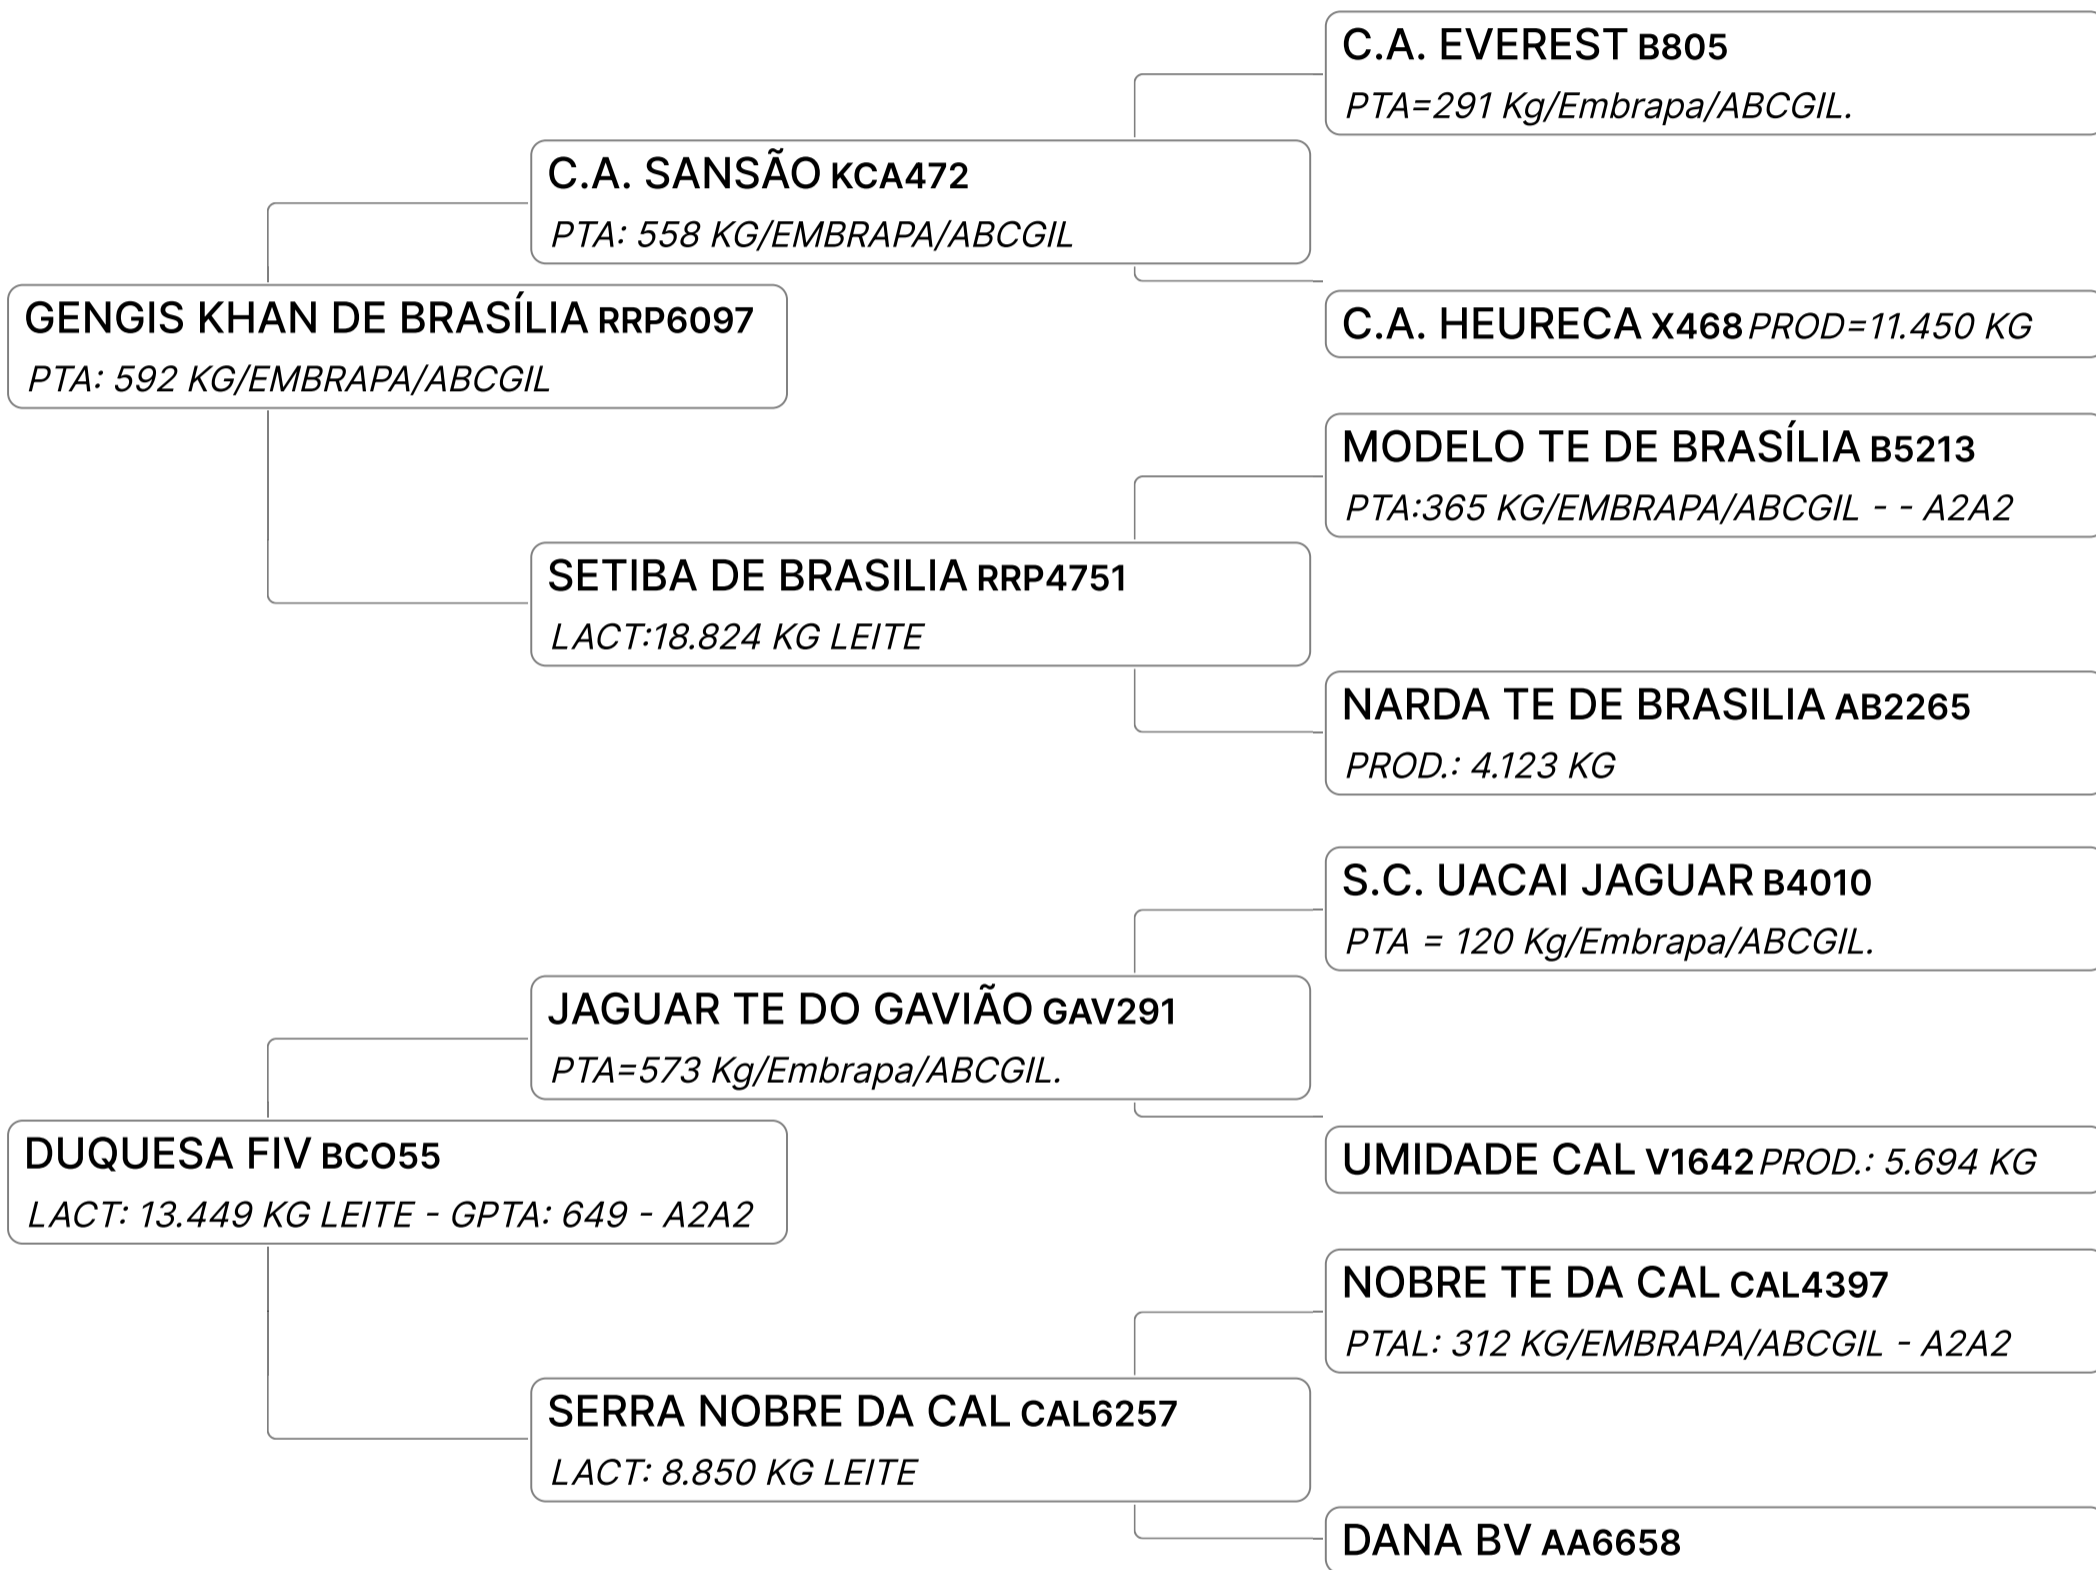 C.A. EVEREST B805
PTA=291 Kg/Embrapa/ABCGIL.
C.A. SANSÃO KCA472
PTA: 558 KG/EMBRAPA/ABCGIL
GENGIS KHAN DE BRASÍLIA RRP6097
PTA: 592 KG/EMBRAPA/ABCGIL
C.A. HEURECA X468 PROD=11.450 KG
MODELO TE DE BRASÍLIA B5213
PTA:365 KG/EMBRAPA/ABCGIL - - A2A2
SETIBA DE BRASILIA RRP4751
LACT:18.824 KG LEITE
NARDA TE DE BRASILIA AB2265
PROD.: 4.123 KG
S.C. UACAI JAGUAR B4010
PTA = 120 Kg/Embrapa/ABCGIL.
JAGUAR TE DO GAVIÃO GAV291
PTA=573 Kg/Embrapa/ABCGIL.
DUQUESA FIV BCO55
LACT: 13.449 KG LEITE - GPTA: 649 - A2A2
UMIDADE CAL V1642 PROD.: 5.694 KG
NOBRE TE DA CAL CAL4397
PTAL: 312 KG/EMBRAPA/ABCGIL - A2A2
SERRA NOBRE DA CAL CAL6257
LACT: 8.850 KG LEITE
DANA BV AA6658